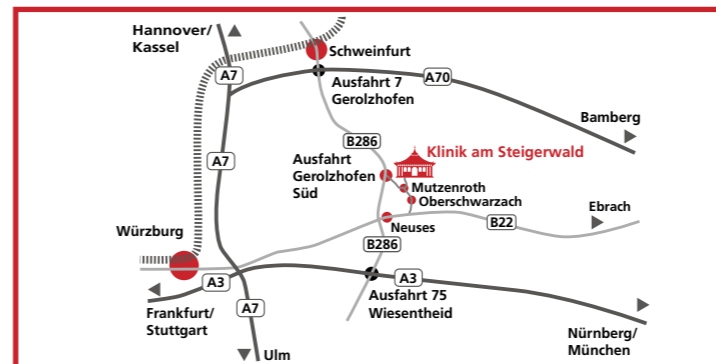 Hannover/
Kassel
Schweinfurt
A7
Ausfahrt 7
Gerolzhofen
A70
Bamberg
B286
A7
Ausfahrt
Gerolzhofen
Süd
Klinik am Steigerwald
Mutzenroth
Oberschwarzach
Ebrach
Neuses
B22
Würzburg
B286
A3
A3
Frankfurt/
Stuttgart
A7
Ausfahrt 75
Wiesentheid
Nürnberg/
München
Ulm